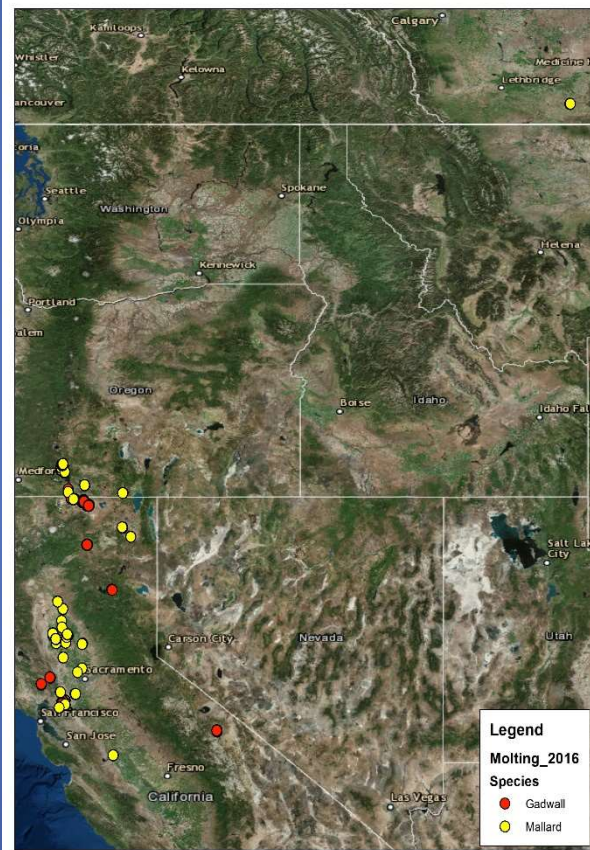 Kamloops
Calgary
Whistler
Kelowna
Medicine H
Lethbridge
ancouver
oria
Seattle
Spokane
Washington
Olympia
Helena
Kennewick
Portland
alem
Oregon
Boise
Idaho
Idaho Fal
Medfor
Salt Lak
City
Carson City
Nevada
Utah
Sacramento
San Francisco
San Jose
Fresno
California
Las Vegas
Legend
Molting_2016
Species
Gadwall
Mallard